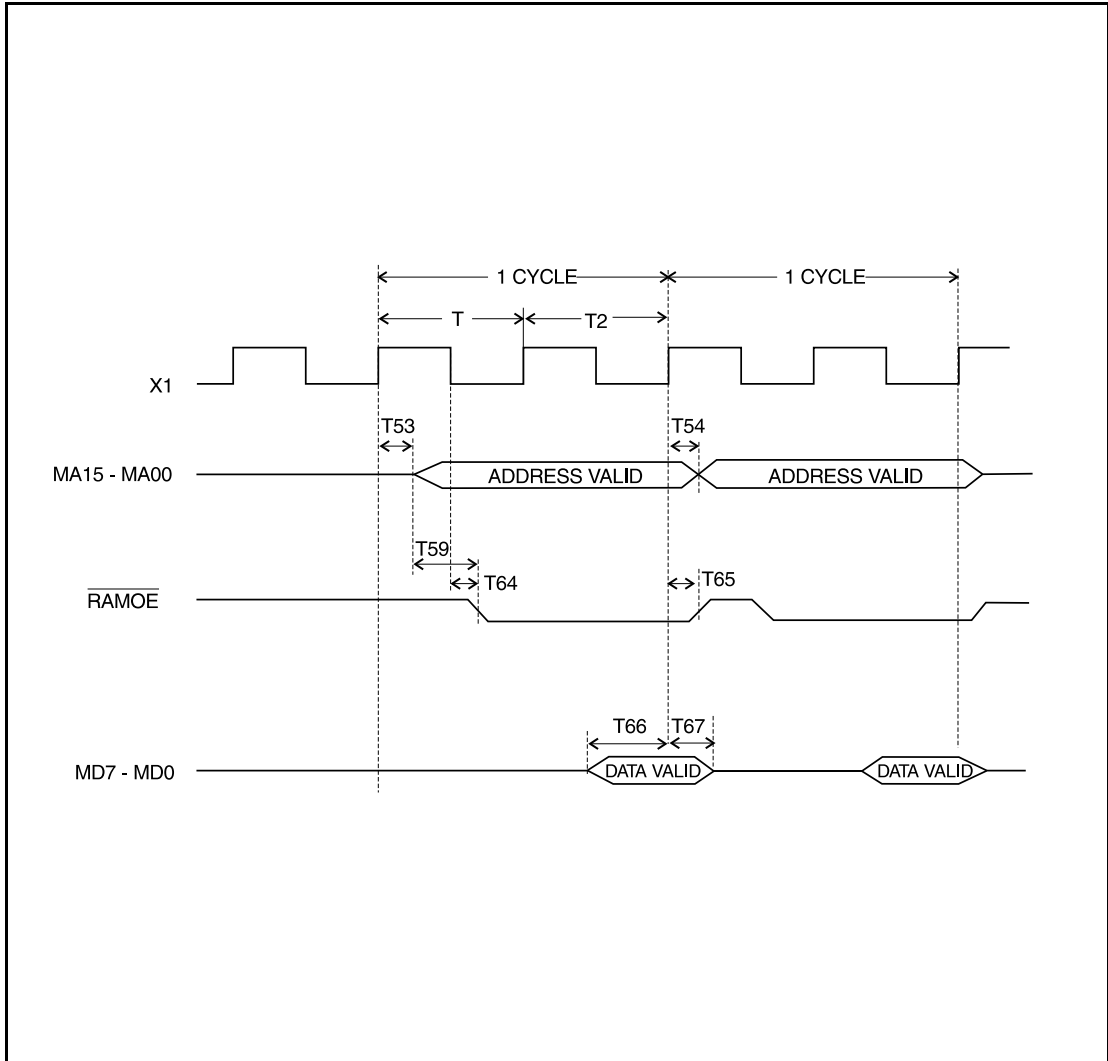 1 CYCLE 1 CYCLE
T T2
X1
T53 T54
MA15 - MA00 ADDRESS VALID ADDRESS VALID
T59
T64 T65
RAMOE
T66 T67
MD7 - MD0 DATA VALID DATA VALID